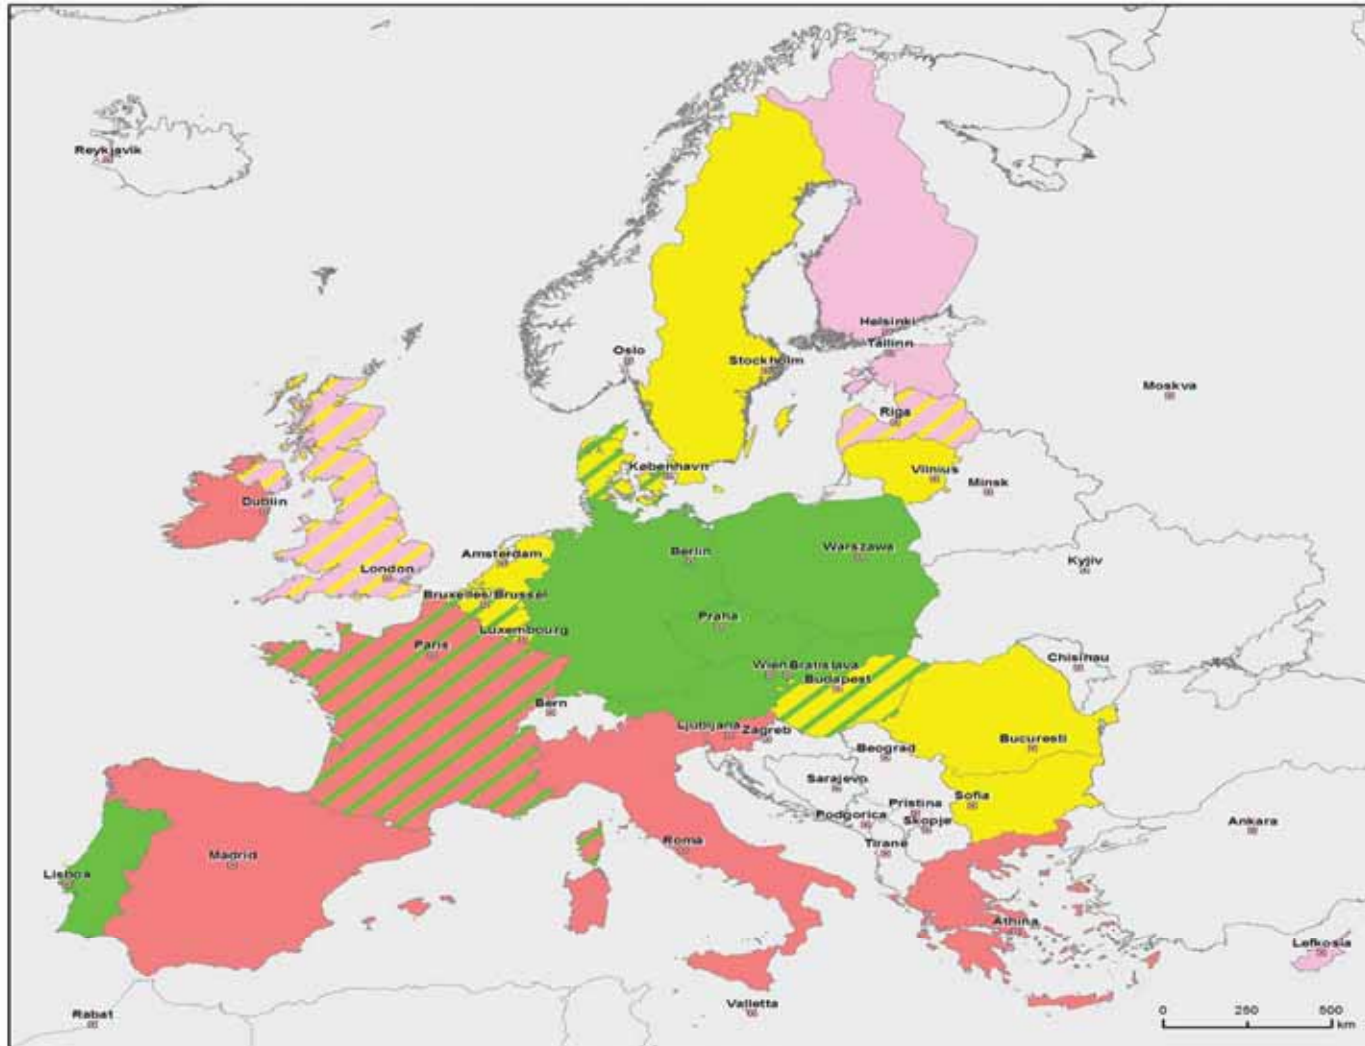 Reykjavik
Helsinki
Tallinn
Oslo
Stockholm
Moskva
Riga
København
Vilnius
Minsk
Dublin
Amsterdam
Berlin
Warszawa
London
Kyjiv
Bruxelles/Brussel
Praha
Luxembourg
Paris
Wien
Bratislava
Chisinau
Budapest
Bern
Ljubljana
Zagreb
Beograd
Bucuresti
Sarajevo
Sofia
Pristina
Podgorica
Skopje
Ankara
Roma
Tirane
Madrid
Lisboa
Athina
Lefkosia
Valletta
Rabat
0 250 500
km